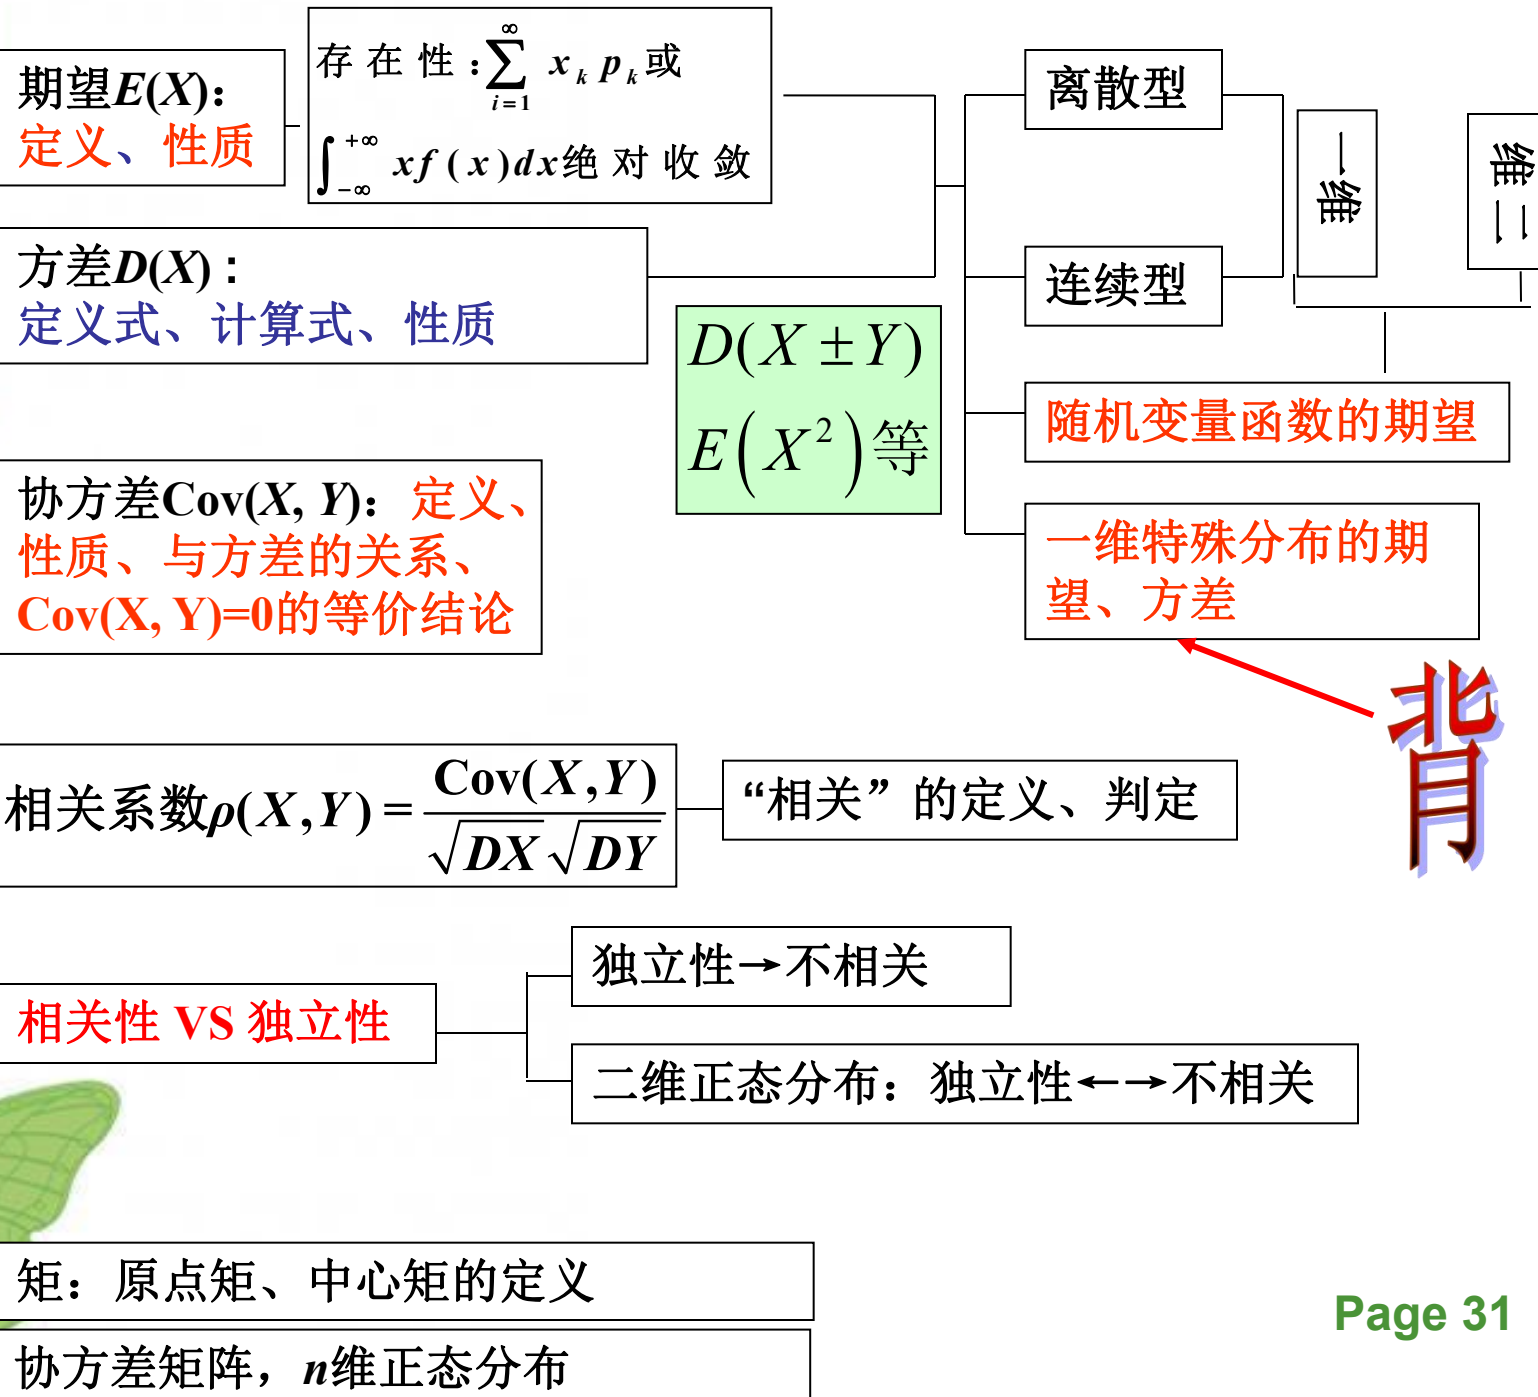 期望E(X)：
定义、性质
存 在 性 ：∑_{i=1}^{∞} x_k p_k 或
∫_{-∞}^{+∞} xf(x)dx绝 对 收 敛
离散型
一维
维二
方差D(X)：
定义式、计算式、性质
连续型
D(X±Y)
E(X²)等
随机变量函数的期望
协方差Cov(X, Y)：定义、
性质、与方差的关系、
Cov(X, Y)=0的等价结论
一维特殊分布的期
望、方差
背
相关系数ρ(X,Y)=Cov(X,Y)/(√DX √DY)
“相关”的定义、判定
相关性 VS 独立性
独立性→不相关
二维正态分布：独立性←→不相关
矩：原点矩、中心矩的定义
协方差矩阵，n维正态分布
Page 31